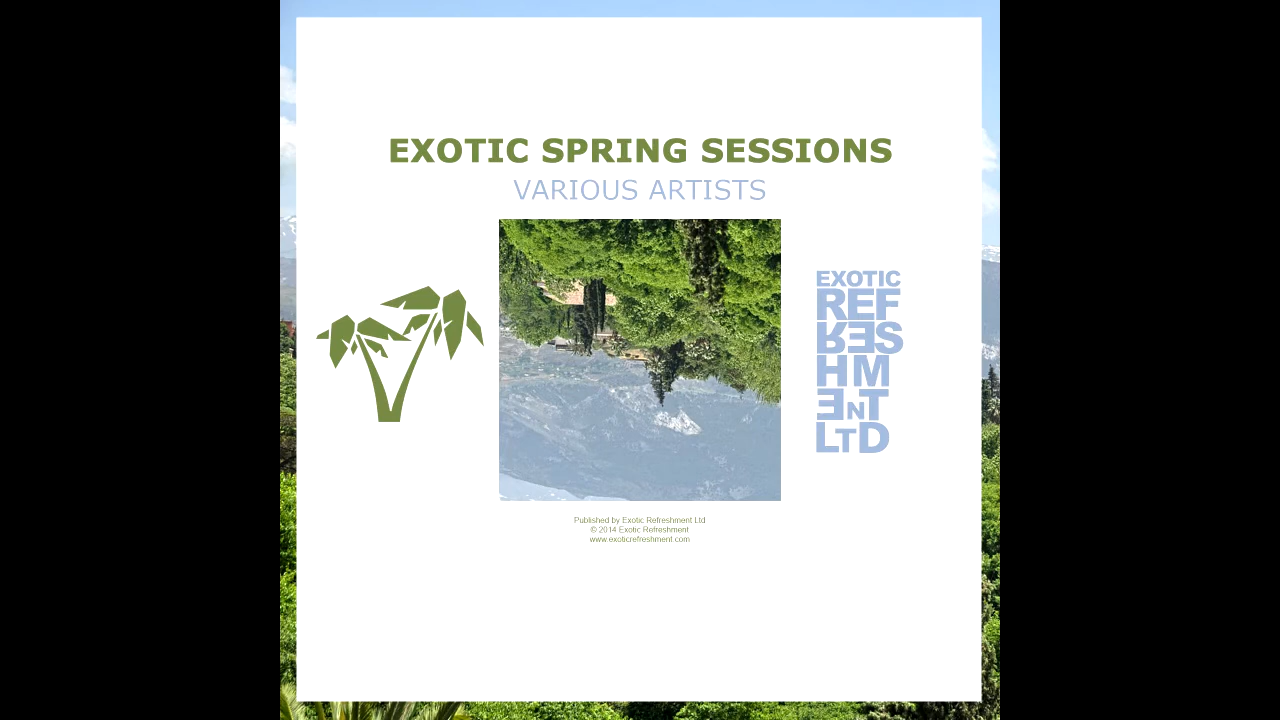 EXOTIC SPRING SESSIONS
VARIOUS ARTISTS
EXOTIC
REF
RES
HM
ENT
LTD
Published by Exotic Refreshment Ltd
© 2014 Exotic Refreshment
www.exoticrefreshment.com